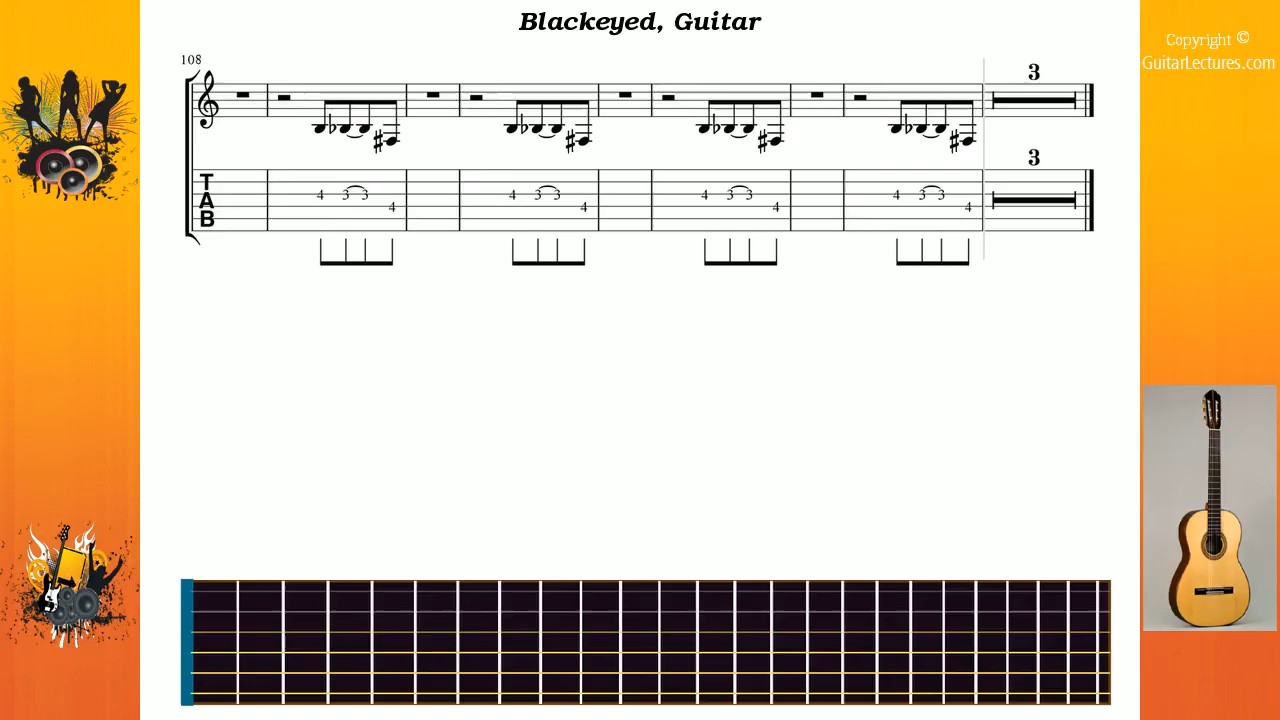 Blackeyed, Guitar
Copyright ©
GuitarLectures.com
108
3
3
T
A
B
4 3 3 4 4 3 3 4 4 3 3 4 4 3 3 4